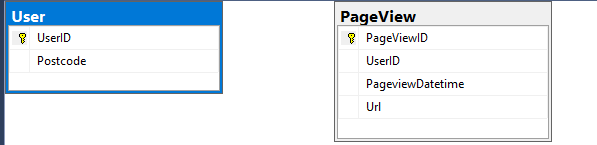 User
UserID
Postcode
PageView
PageViewID
UserID
PageviewDatetime
Url